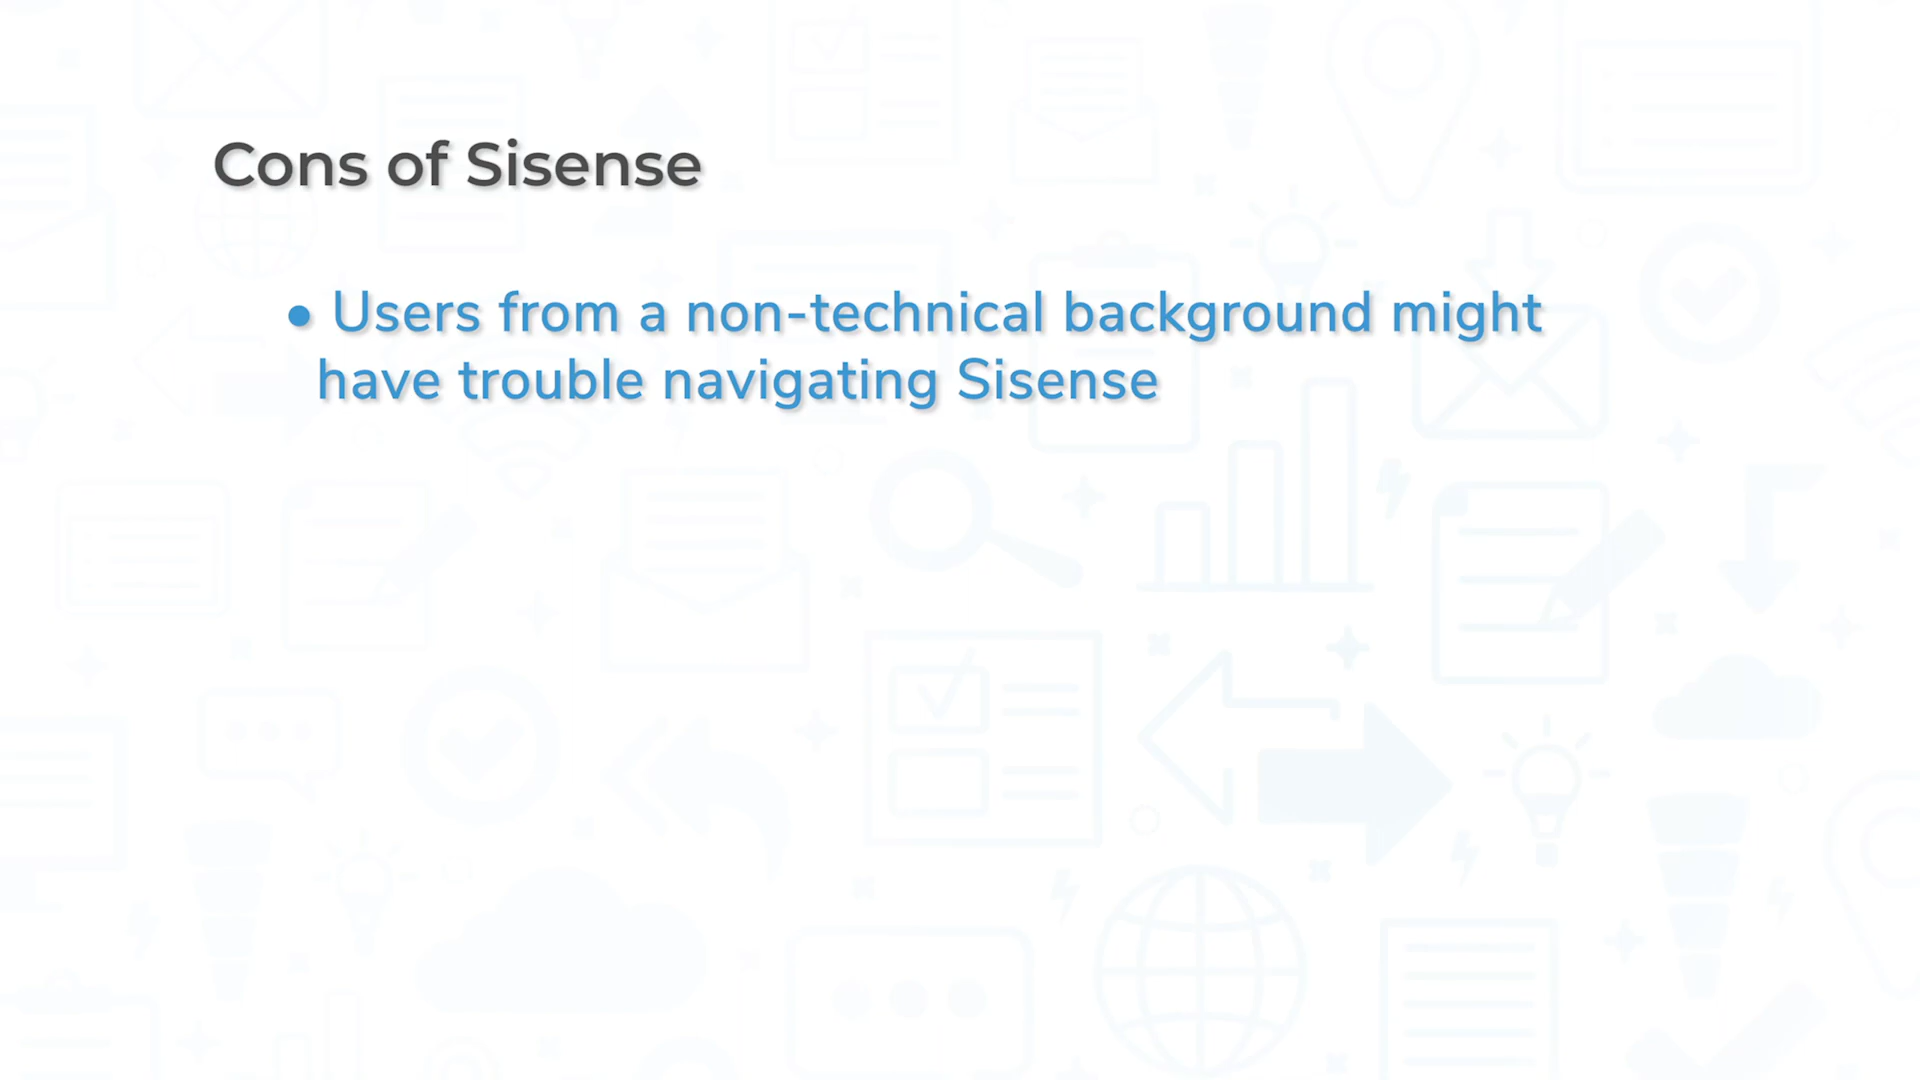 Cons of Sisense
• Users from a non-technical background might
have trouble navigating Sisense